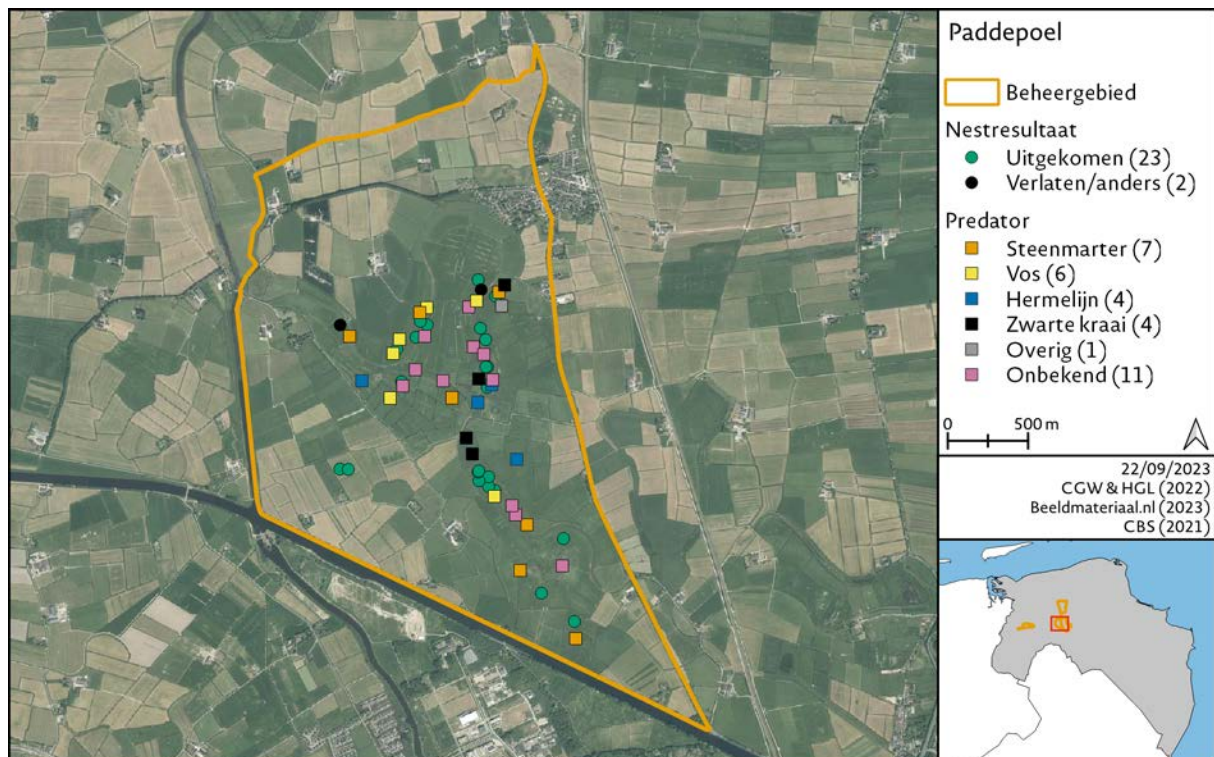 Paddepoel
Beheergebied
Nestresultaat
Uitgekomen (23)
Verlaten/anders (2)
Predator
Steenmarter (7)
Vos (6)
Hermelijn (4)
Zwarte kraai (4)
Overig (1)
Onbekend (11)
0 500 m
22/09/2023
CGW & HGL (2022)
Beeldmateriaal.nl (2023)
CBS (2021)